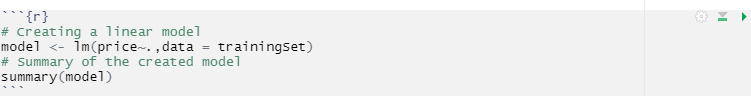 ```{r}
# Creating a linear model
model <- lm(price~.,data = trainingSet)
# Summary of the created model
summary(model)
```